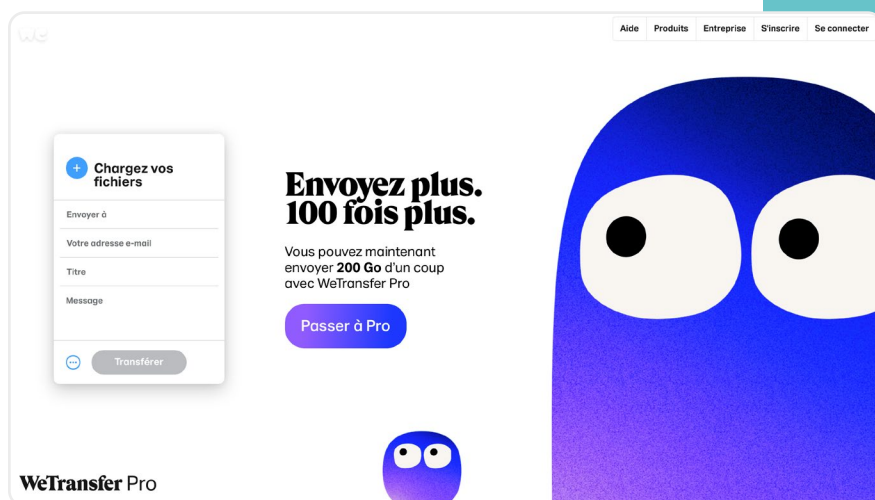 we
Aide Produits Entreprise S'inscrire Se connecter
Chargez vos
fichiers
Envoyer à
Votre adresse e-mail
Titre
Message
Transférer
Envoyez plus.
100 fois plus.
Vous pouvez maintenant
envoyer 200 Go d'un coup
avec WeTransfer Pro
Passer à Pro
WeTransfer Pro